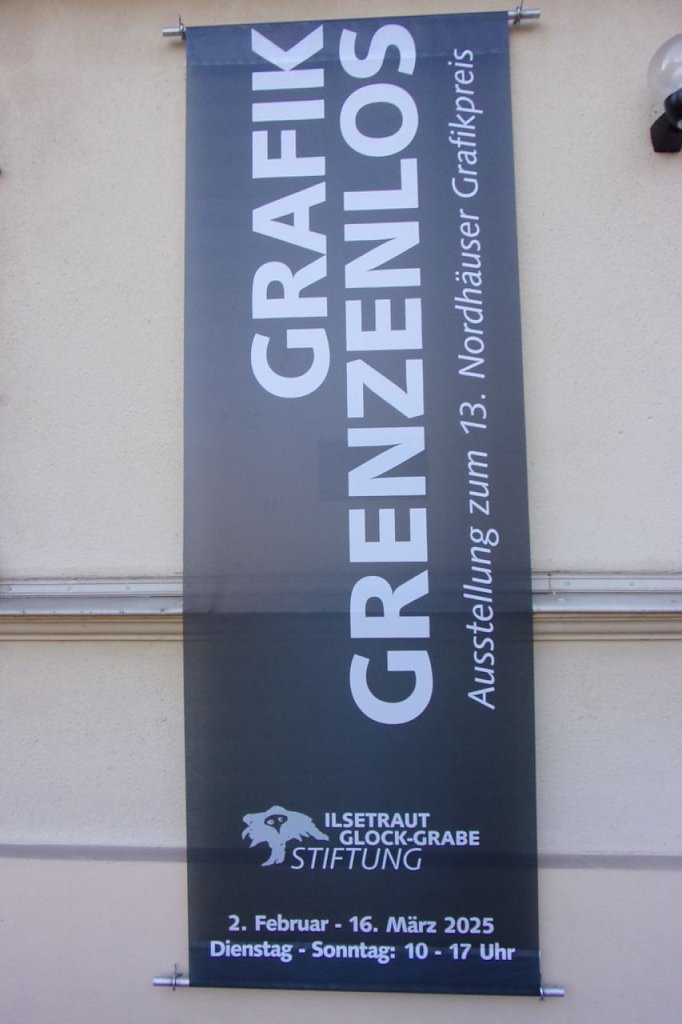 GRAFIK
GRENZENLOS
Ausstellung zum 13. Nordhäuser Grafikpreis
ILSETRAUT
GLOCK-GRABE
STIFTUNG
2. Februar - 16. März 2025
Dienstag - Sonntag: 10 - 17 Uhr